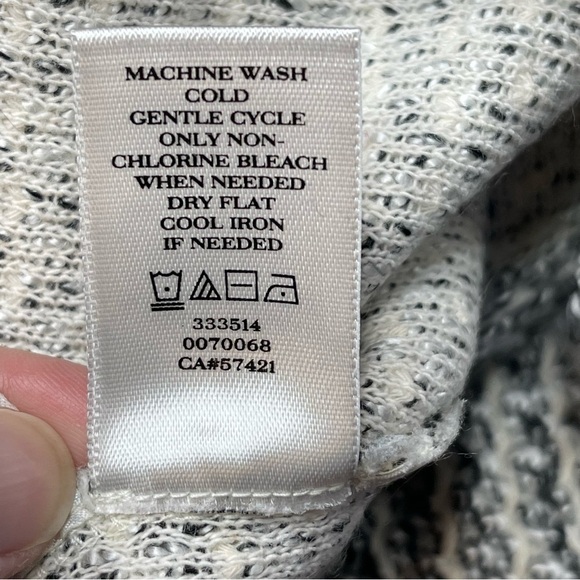 MACHINE WASH
COLD
GENTLE CYCLE
ONLY NON-
CHLORINE BLEACH
WHEN NEEDED
DRY FLAT
COOL IRON
IF NEEDED
333514
0070068
CA#57421